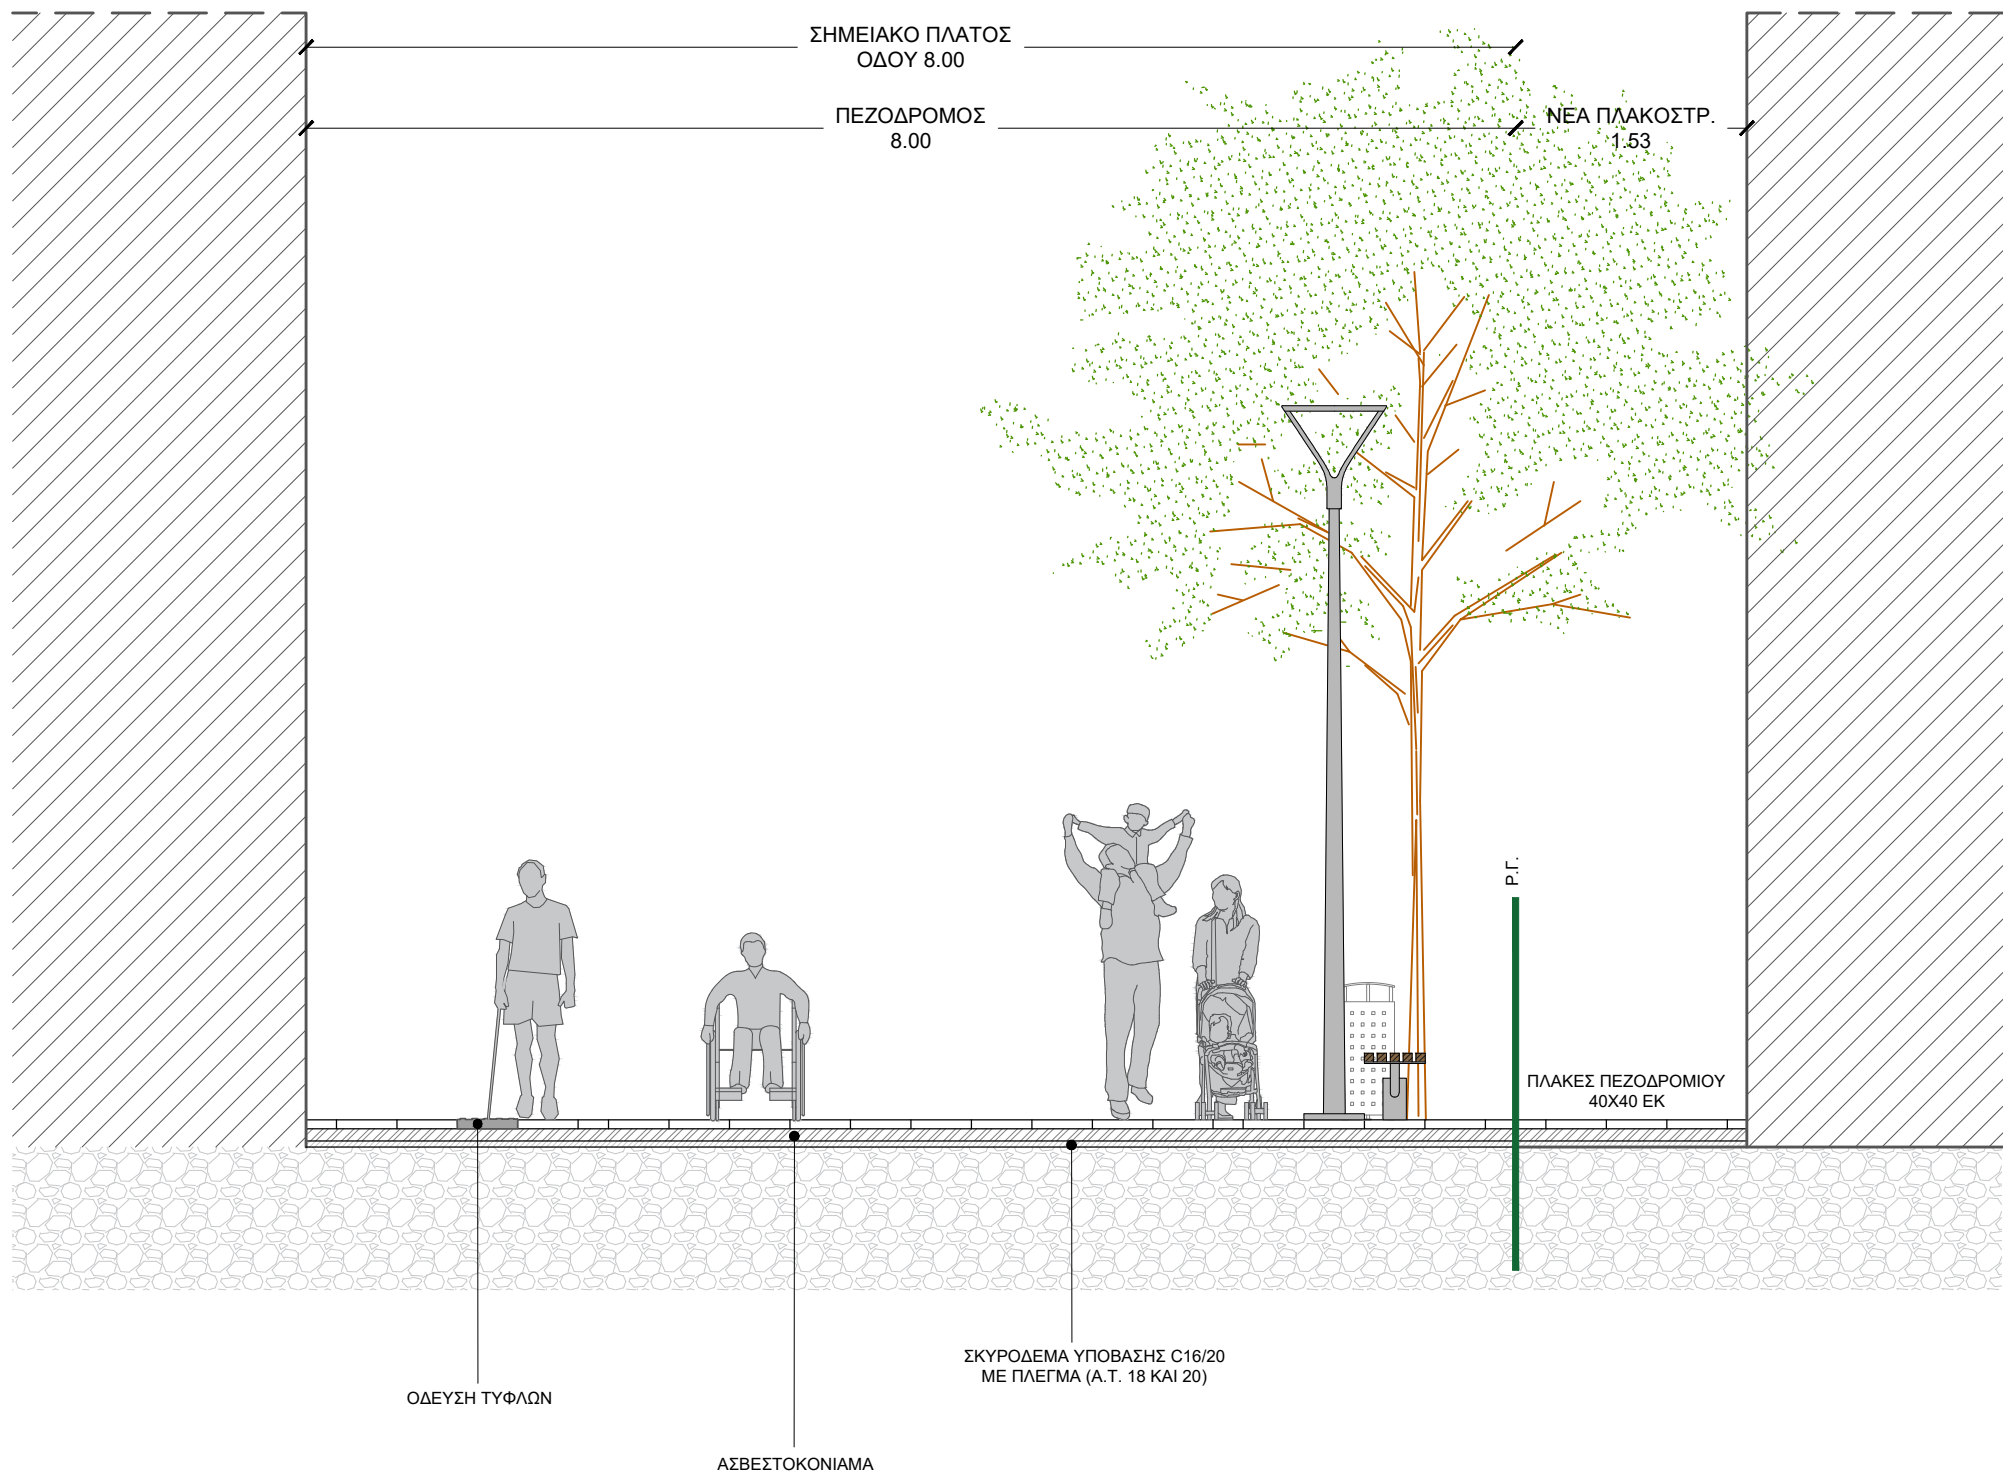 ΣΗΜΕΙΑΚΟ ΠΛΑΤΟΣ
ΟΔΟΥ 8.00
ΠΕΖΟΔΡΟΜΟΣ
8.00
ΝΕΑ ΠΛΑΚΟΣΤΡ.
1.53
Ρ.Γ.
ΠΛΑΚΕΣ ΠΕΖΟΔΡΟΜΙΟΥ
40Χ40 ΕΚ
ΣΚΥΡΟΔΕΜΑ ΥΠΟΒΑΣΗΣ C16/20
ΜΕ ΠΛΕΓΜΑ (Α.Τ. 18 ΚΑΙ 20)
ΟΔΕΥΣΗ ΤΥΦΛΩΝ
ΑΣΒΕΣΤΟΚΟΝΙΑΜΑ